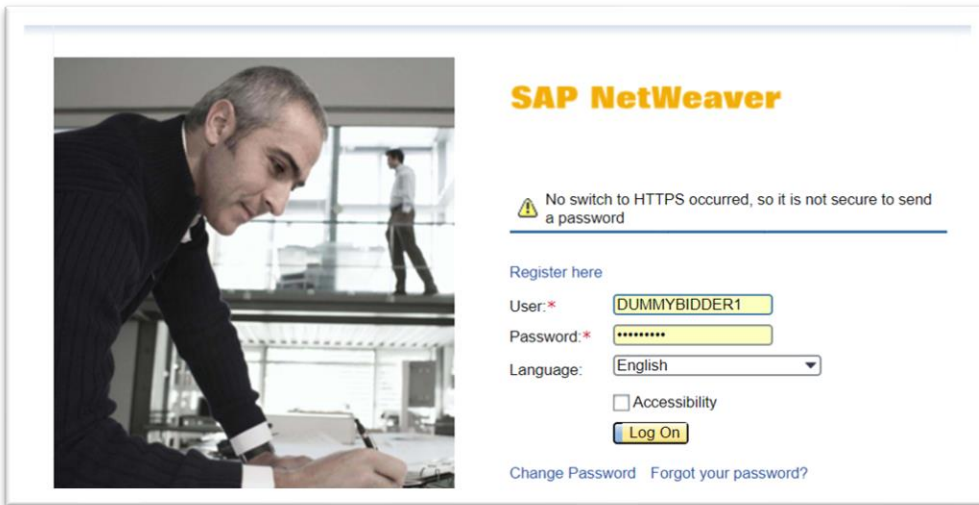 SAP NetWeaver
No switch to HTTPS occurred, so it is not secure to send
a password
Register here
User:*
DUMMYBIDDER1
Password:*
•••••••••
Language:
English
Accessibility
Log On
Change Password Forgot your password?